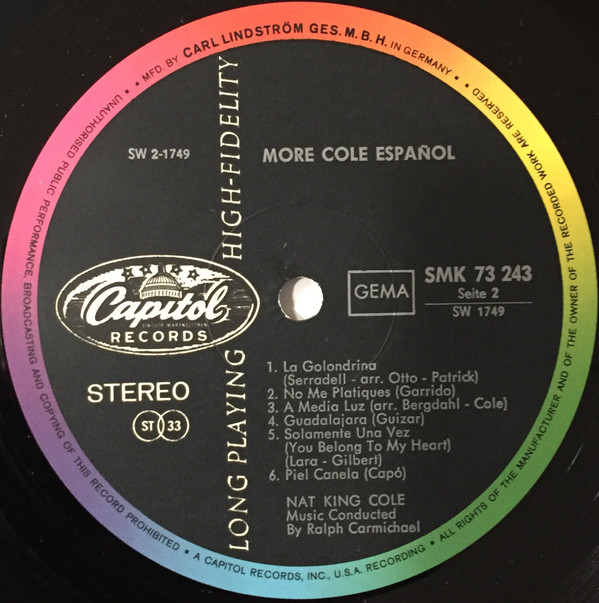 MFD. BY CARL LINDSTRÖM GES. M. B. H. IN GERMANY
ALL RIGHTS OF THE MANUFACTURER AND OF THE OWNER OF THE RECORDED WORK ARE RESERVED
UNAUTHORISED PUBLIC PERFORMANCE, BROADCASTING AND COPYING OF THIS RECORD PROHIBITED
A CAPITOL RECORDS, INC., U.S.A. RECORDING
LONG PLAYING HIGH-FIDELITY
SW 2-1749
MORE COLE ESPAÑOL
Capitol
RECORDS
GEMA
SMK 73 243
Seite 2
SW 1749
STEREO
ST 33
1. La Golondrina
(Serradell - arr. Otto - Patrick)
2. No Me Platiques (Garrido)
3. A Media Luz (arr. Bergdahl - Cole)
4. Guadalajara (Guizar)
5. Solamente Una Vez
(You Belong To My Heart)
(Lara - Gilbert)
6. Piel Canela (Capó)
NAT KING COLE
Music Conducted
By Ralph Carmichael